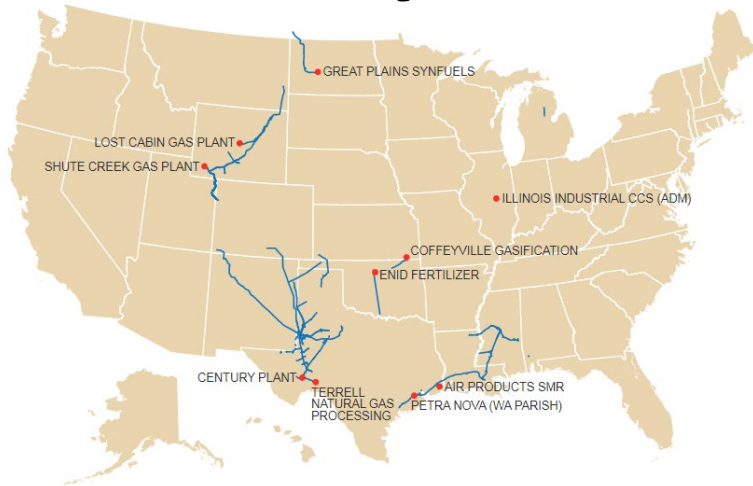 GREAT PLAINS SYNFUELS
LOST CABIN GAS PLANT
SHUTE CREEK GAS PLANT
ILLINOIS INDUSTRIAL CCS (ADM)
COFFEYVILLE GASIFICATION
ENID FERTILIZER
CENTURY PLANT
TERRELL
NATURAL GAS
PROCESSING
AIR PRODUCTS SMR
PETRA NOVA (WA PARISH)